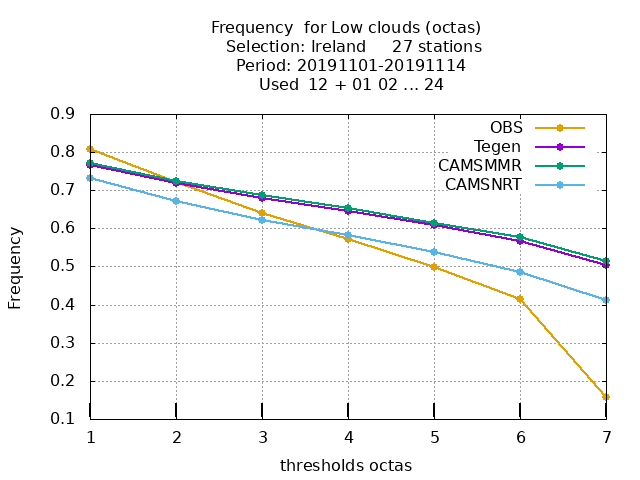 Frequency  for Low clouds (octas)
Selection: Ireland     27 stations
Period: 20191101-20191114
Used  12 + 01 02 ... 24
OBS
Tegen
CAMSMMR
CAMSNRT
0.9
0.8
0.7
0.6
0.5
0.4
0.3
0.2
0.1
Frequency
1 2 3 4 5 6 7
thresholds octas